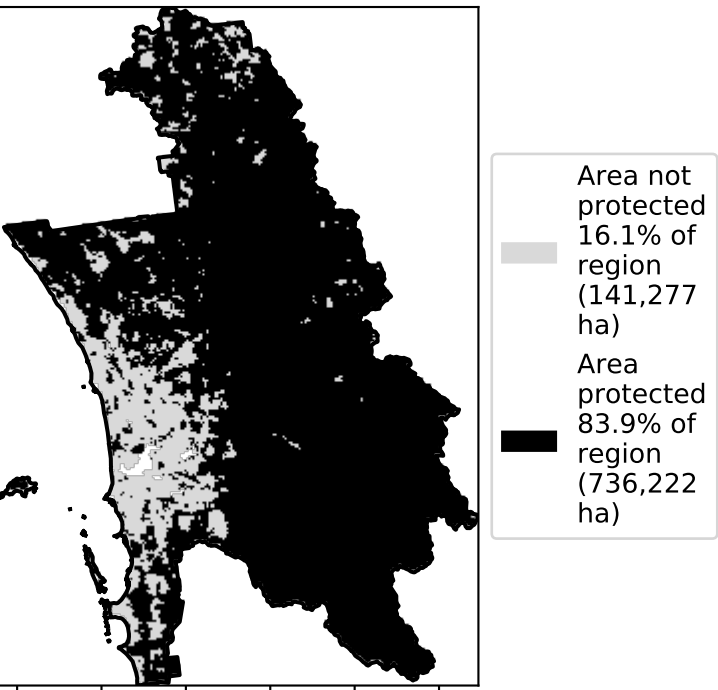 Area not
protected
16.1% of
region
(141,277
ha)
Area
protected
83.9% of
region
(736,222
ha)